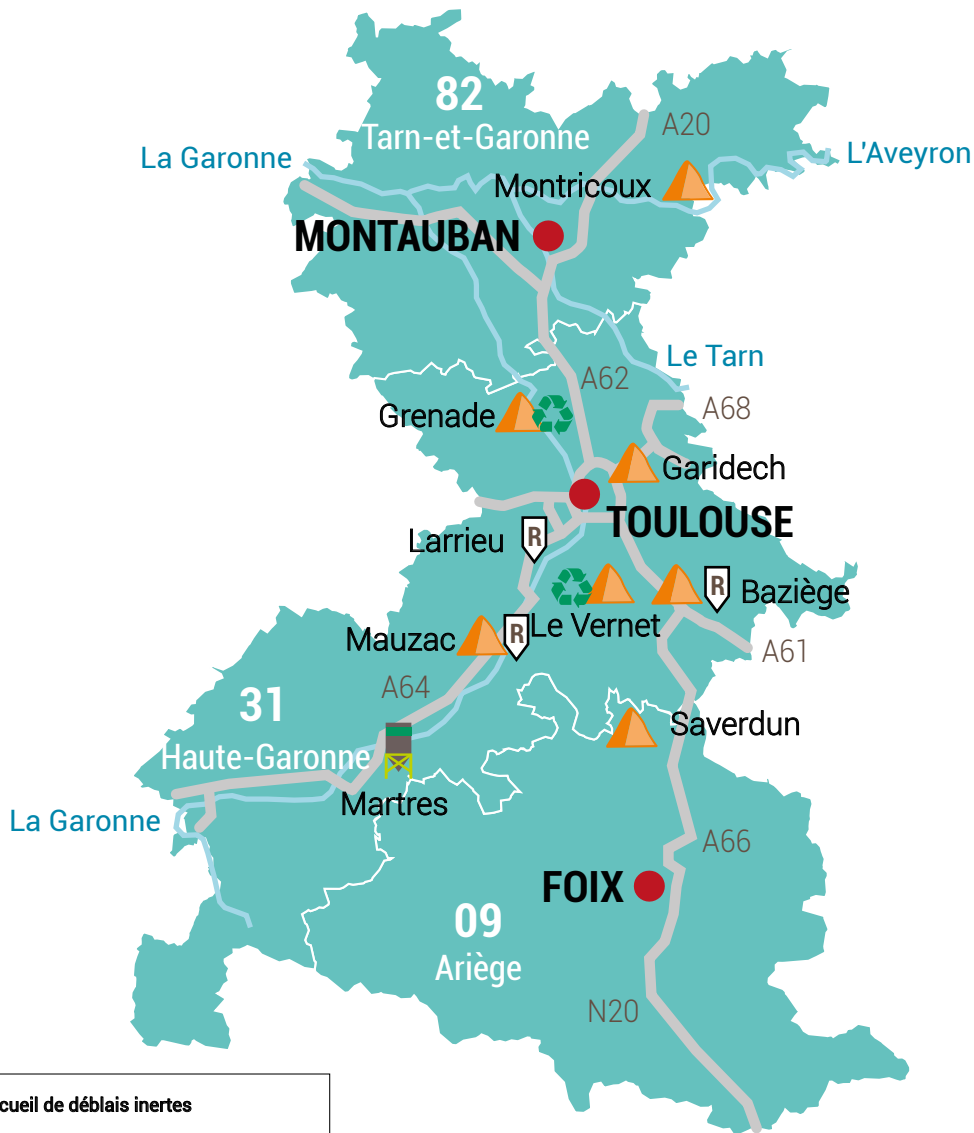 82
Tarn-et-Garonne
A20
La Garonne
L'Aveyron
Montricoux
MONTAUBAN
Le Tarn
A62
A68
Grenade
Garidech
TOULOUSE
Larrieu
R
R
Baziège
Le Vernet
Mauzac
R
A61
A64
31
Haute-Garonne
Saverdun
Martres
La Garonne
A66
FOIX
09
Ariège
N20
cueil de déblais inertes